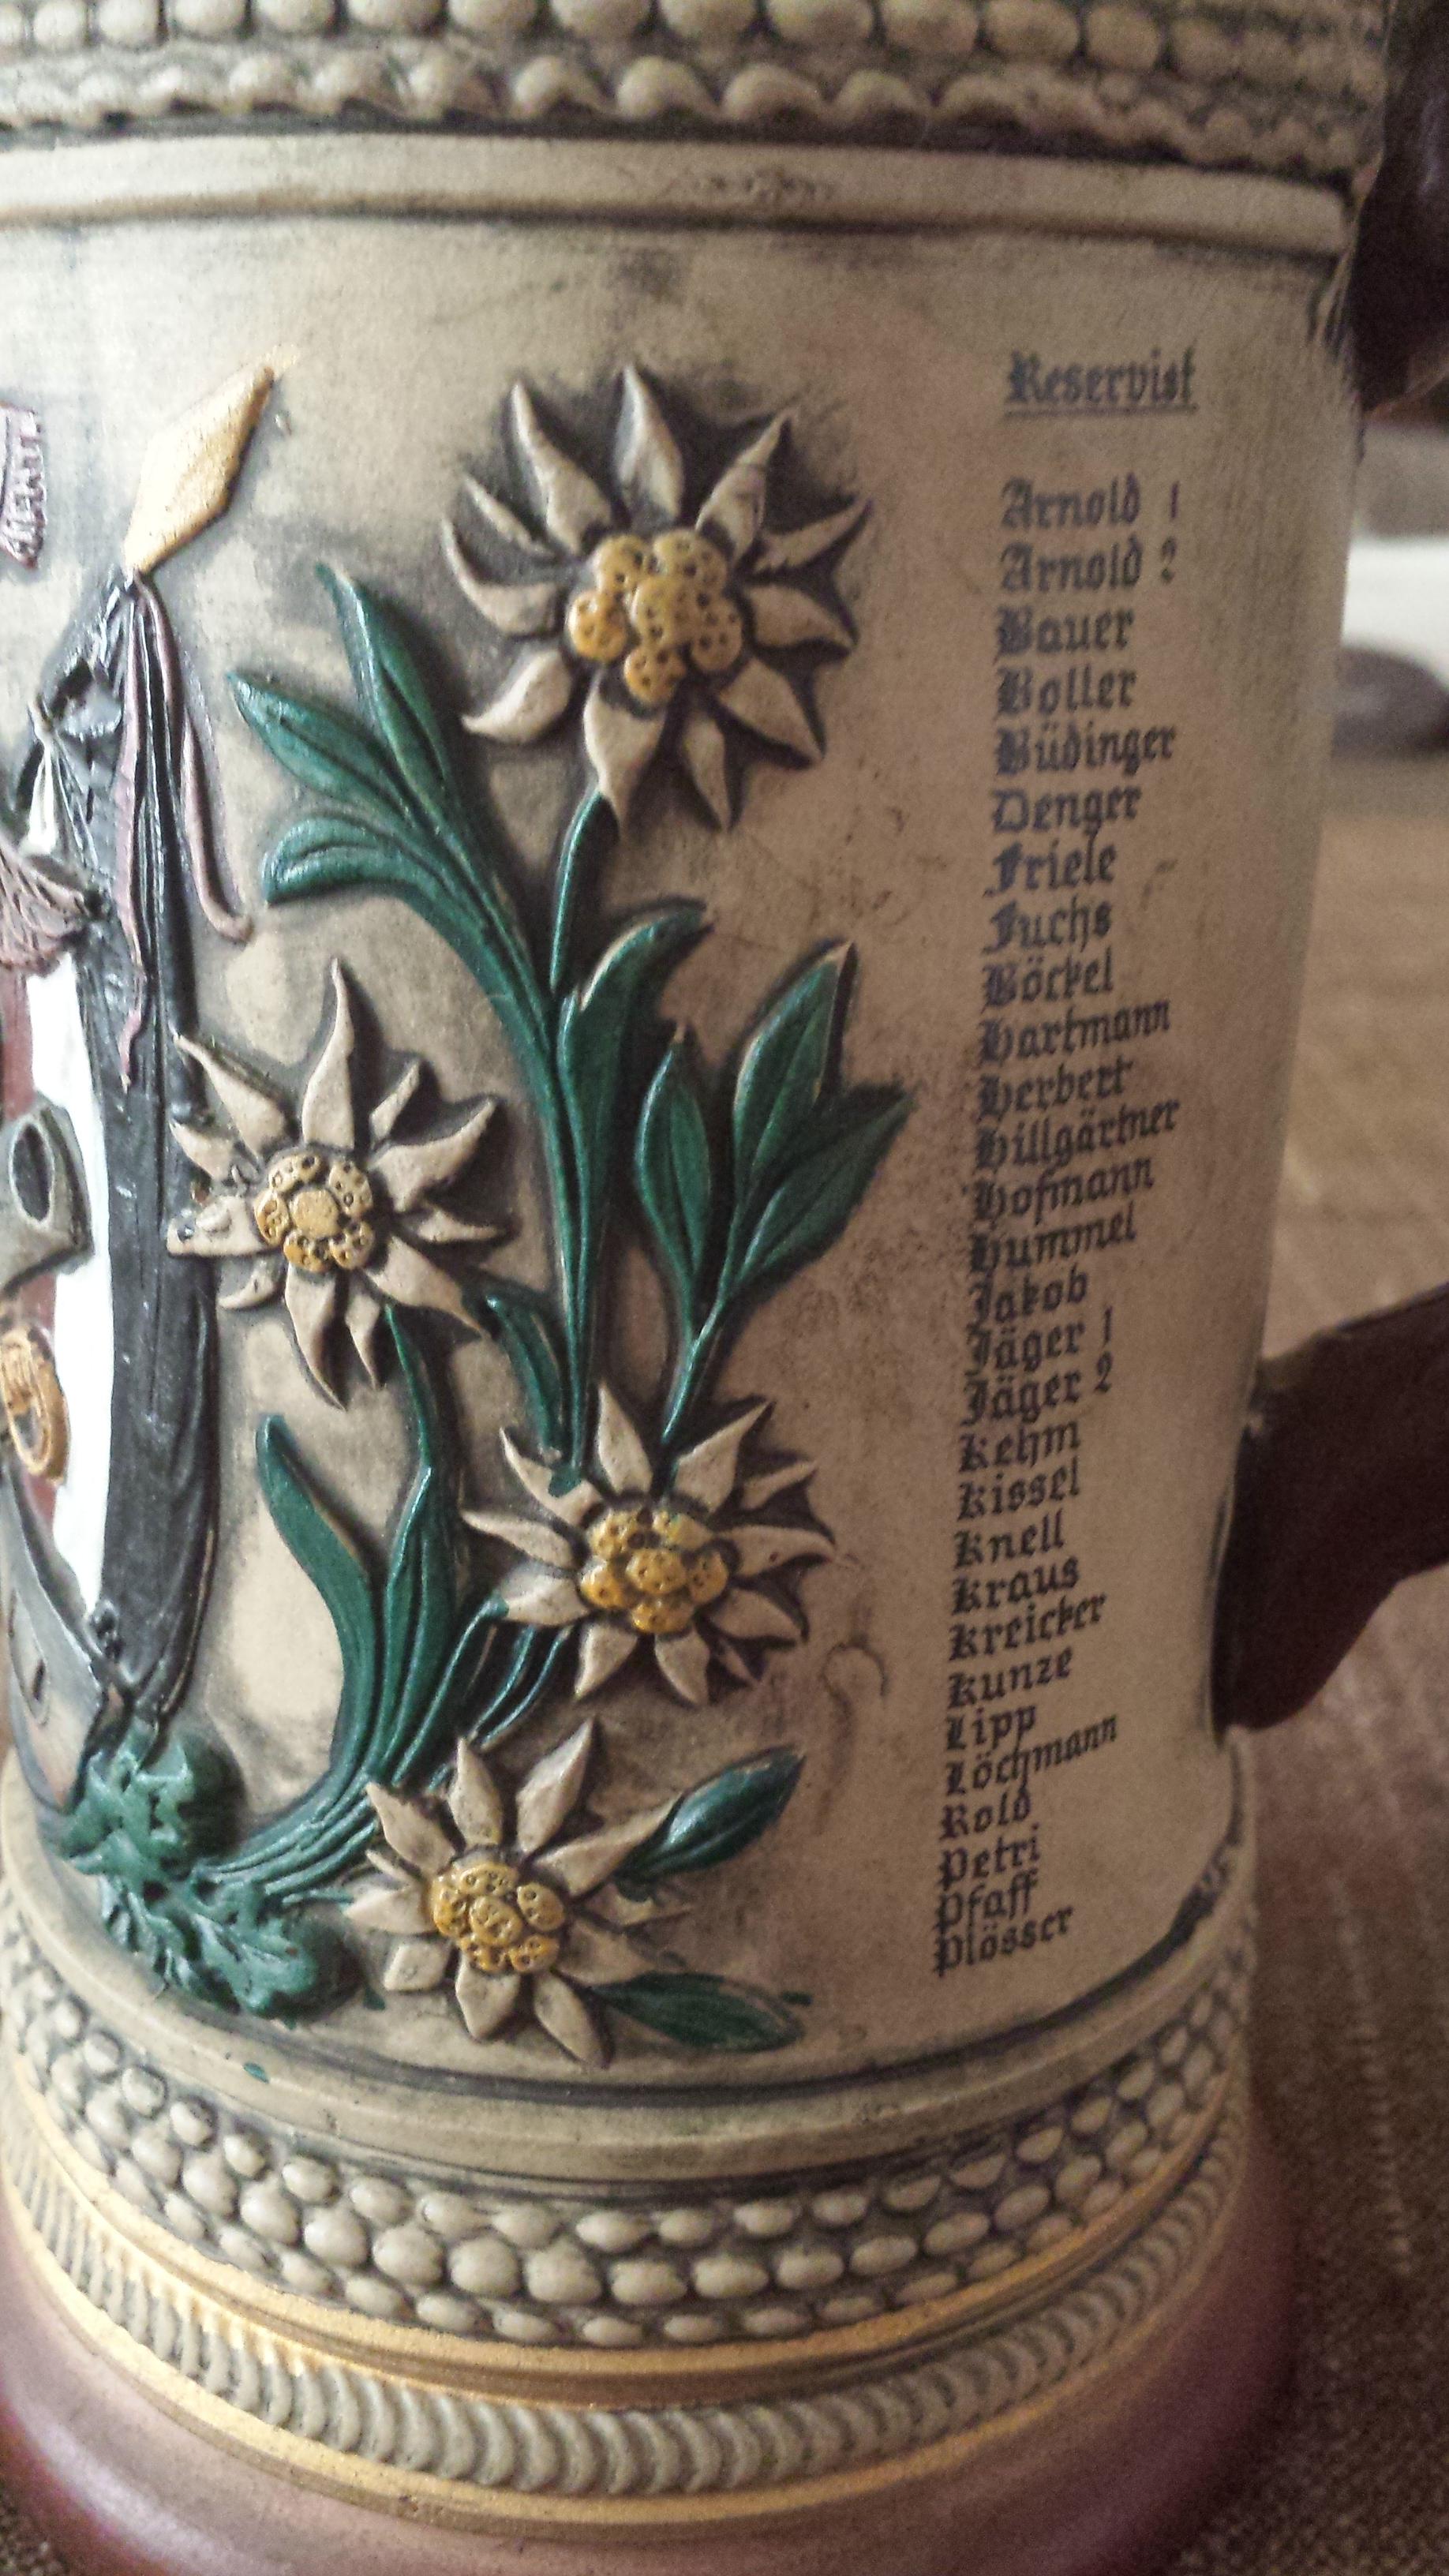 Reservist
Arnold 1
Arnold 2
Bauer
Boller
Büdinger
Denger
Friele
Fuchs
Böckel
Hartmann
Herbert
Hillgärtner
Hofmann
Hummel
Jakob
Jäger 1
Jäger 2
Kehm
Kissel
Knell
Kraus
Kreicker
Kunze
Lipp
Löchmann
Rold
Petri
Pfaff
Plösser